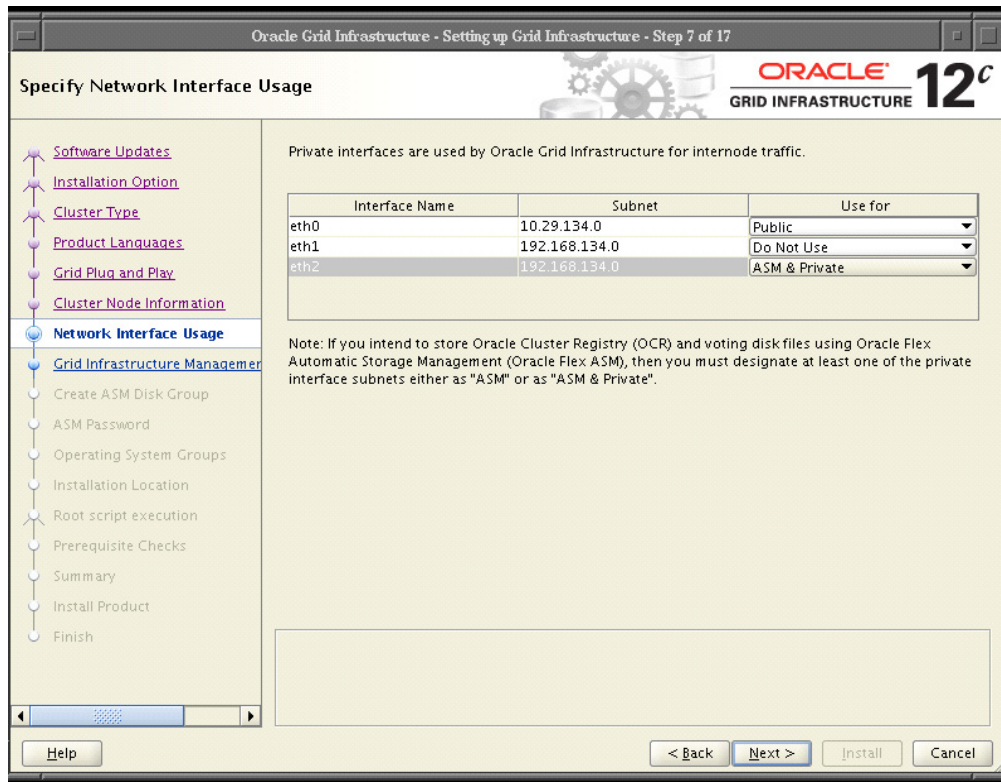 Oracle Grid Infrastructure - Setting up Grid Infrastructure - Step 7 of 17
Specify Network Interface Usage
ORACLE
GRID INFRASTRUCTURE
12c
Software Updates
Installation Option
Cluster Type
Product Languages
Grid Plug and Play
Cluster Node Information
Network Interface Usage
Grid Infrastructure Managemer
Create ASM Disk Group
ASM Password
Operating System Groups
Installation Location
Root script execution
Prerequisite Checks
Summary
Install Product
Finish
Private interfaces are used by Oracle Grid Infrastructure for internode traffic.
Interface Name Subnet Use for
eth0 10.29.134.0 Public
eth1 192.168.134.0 Do Not Use
eth2 192.168.134.0 ASM & Private
Note: If you intend to store Oracle Cluster Registry (OCR) and voting disk files using Oracle Flex
Automatic Storage Management (Oracle Flex ASM), then you must designate at least one of the private
interface subnets either as "ASM" or as "ASM & Private".
Help < Back Next > Install Cancel